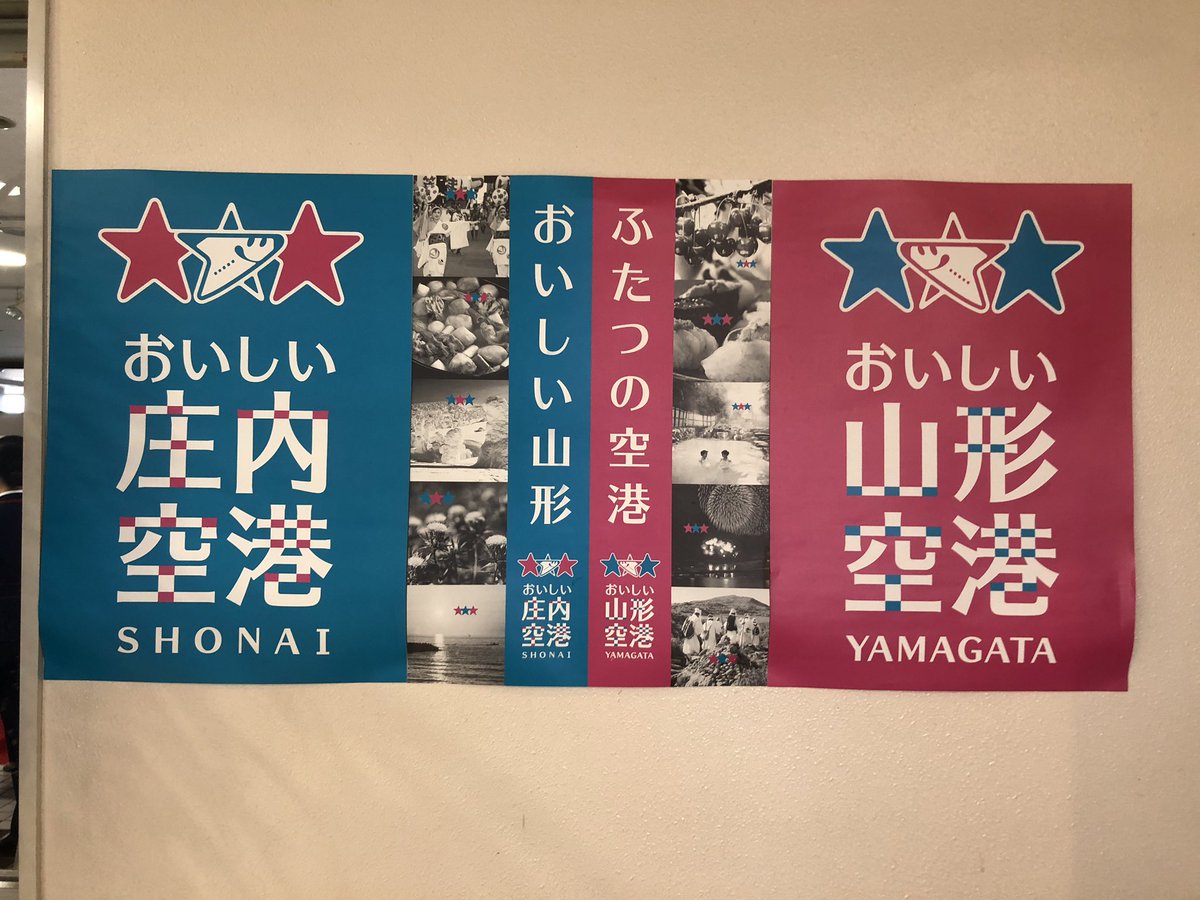 おいしい
庄内
空港
SHONAI
おいしい山形
おいしい
庄内
空港
SHONAI
ふたつの空港
おいしい
山形
空港
YAMAGATA
おいしい
山形
空港
YAMAGATA